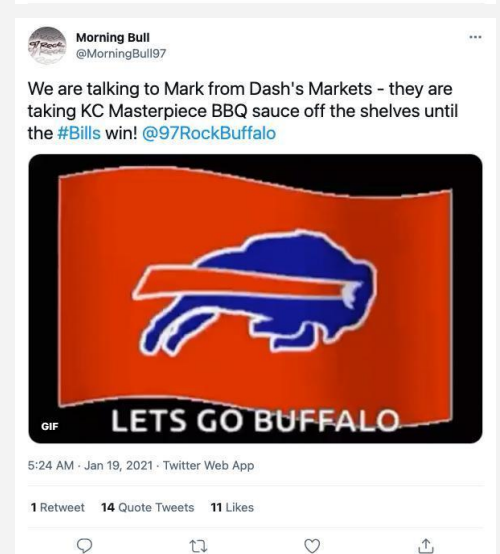 Morning Bull
@MorningBull97
We are talking to Mark from Dash's Markets - they are
taking KC Masterpiece BBQ sauce off the shelves until
the #Bills win! @97RockBuffalo
GIF
LETS GO BUFFALO
5:24 AM · Jan 19, 2021 · Twitter Web App
1 Retweet 14 Quote Tweets 11 Likes